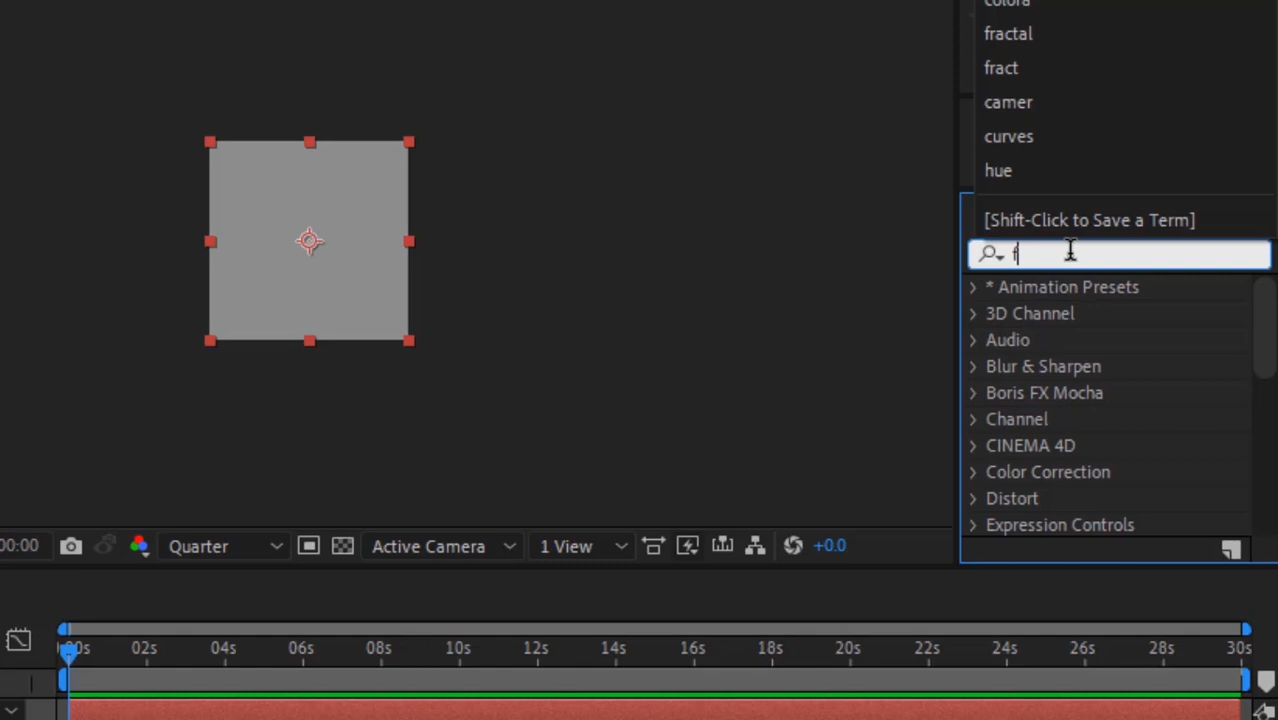 colora
fractal
fract
camer
curves
hue
[Shift-Click to Save a Term]
f
* Animation Presets
3D Channel
Audio
Blur & Sharpen
Boris FX Mocha
Channel
CINEMA 4D
Color Correction
Distort
Expression Controls
00:00 Quarter Active Camera 1 View +0.0
00s 02s 04s 06s 08s 10s 12s 14s 16s 18s 20s 22s 24s 26s 28s 30s